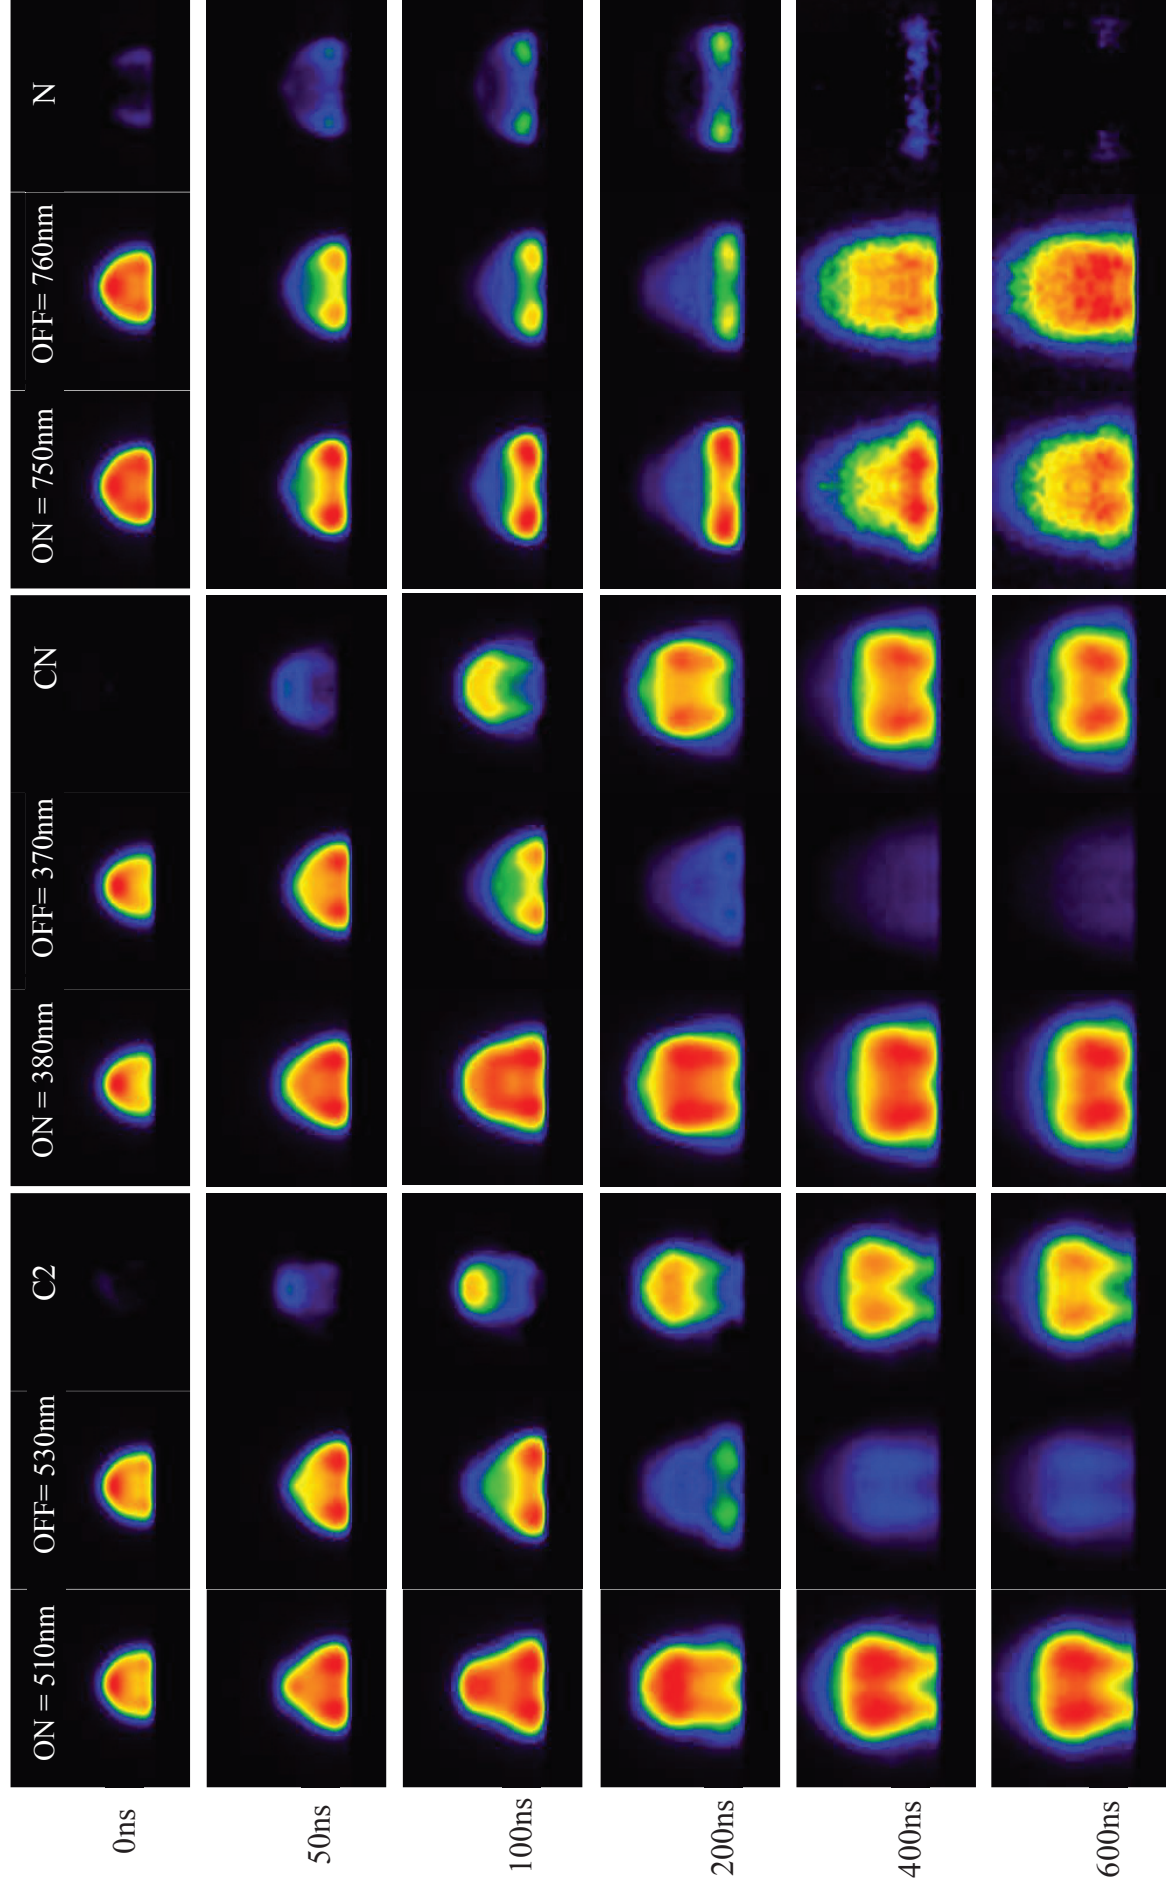 ON = 510nm
OFF= 530nm
C2
ON = 380nm
OFF= 370nm
CN
ON = 750nm
OFF= 760nm
N
0ns
50ns
100ns
200ns
400ns
600ns